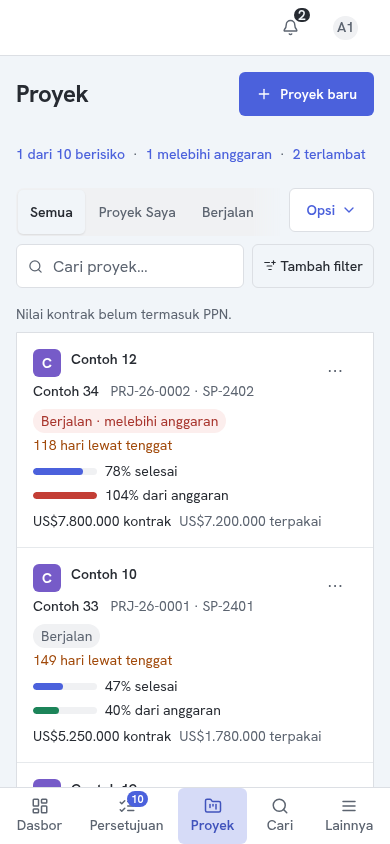 2
A1
Proyek
Proyek baru
1 dari 10 berisiko · 1 melebihi anggaran · 2 terlambat
Semua Proyek Saya Berjalan Opsi
Cari proyek... Tambah filter
Nilai kontrak belum termasuk PPN.
C Contoh 12 ...
Contoh 34 PRJ-26-0002 · SP-2402
Berjalan · melebihi anggaran
118 hari lewat tenggat
78% selesai
104% dari anggaran
US$7.800.000 kontrak US$7.200.000 terpakai
C Contoh 10 ...
Contoh 33 PRJ-26-0001 · SP-2401
Berjalan
149 hari lewat tenggat
47% selesai
40% dari anggaran
US$5.250.000 kontrak US$1.780.000 terpakai
10
Dasbor Persetujuan Proyek Cari Lainnya